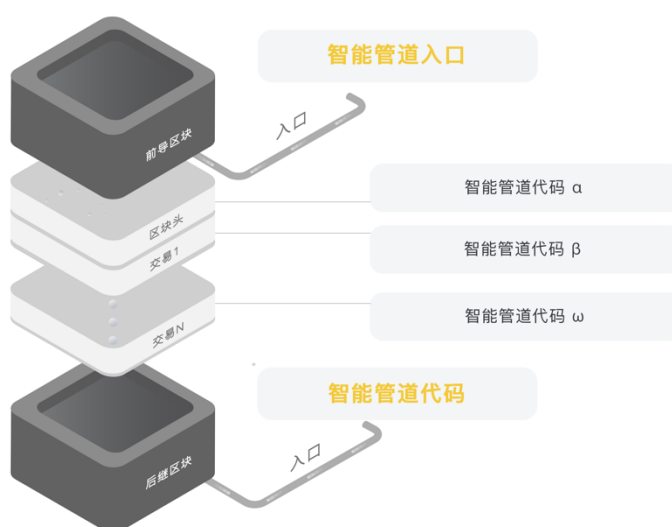 智能管道入口
入口
前导区块
智能管道代码 α
区块头
智能管道代码 β
交易1
智能管道代码 ω
交易N
智能管道代码
入口
后继区块